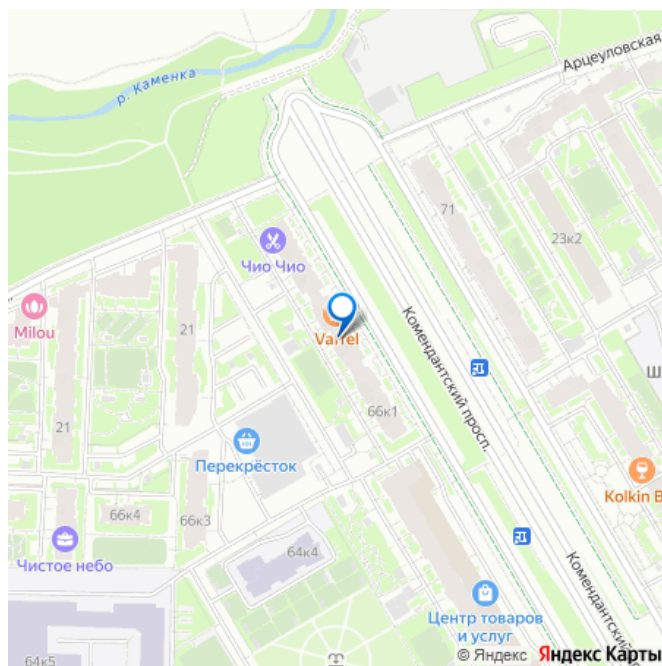 р. Каменка
Арцеуловская
71
23к2
Чио Чио
Milou
21
Varrel
Комендантский просп.
Ш
21
66к1
Перекрёсток
Kolkin B
66к4
66к3
Чистое небо
64к4
Комендантский
Центр товаров
и услуг
64к5
© Яндекс Яндекс Карты